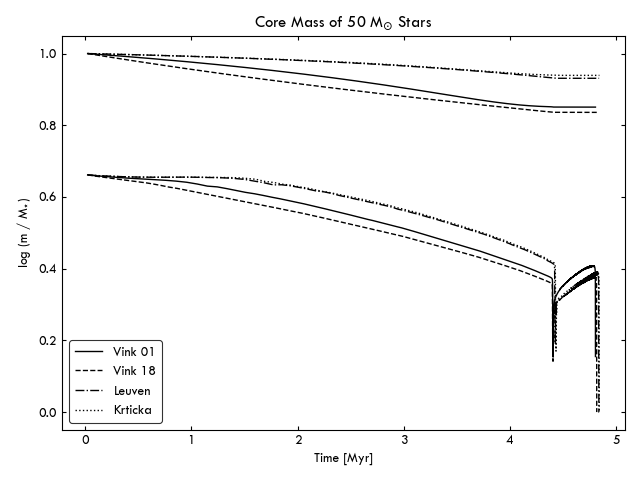 Core Mass of 50 M⊙ Stars
1.0
0.8
0.6
0.4
0.2
0.0
log (m / M⋆)
Vink 01
Vink 18
Leuven
Krticka
0 1 2 3 4 5
Time [Myr]